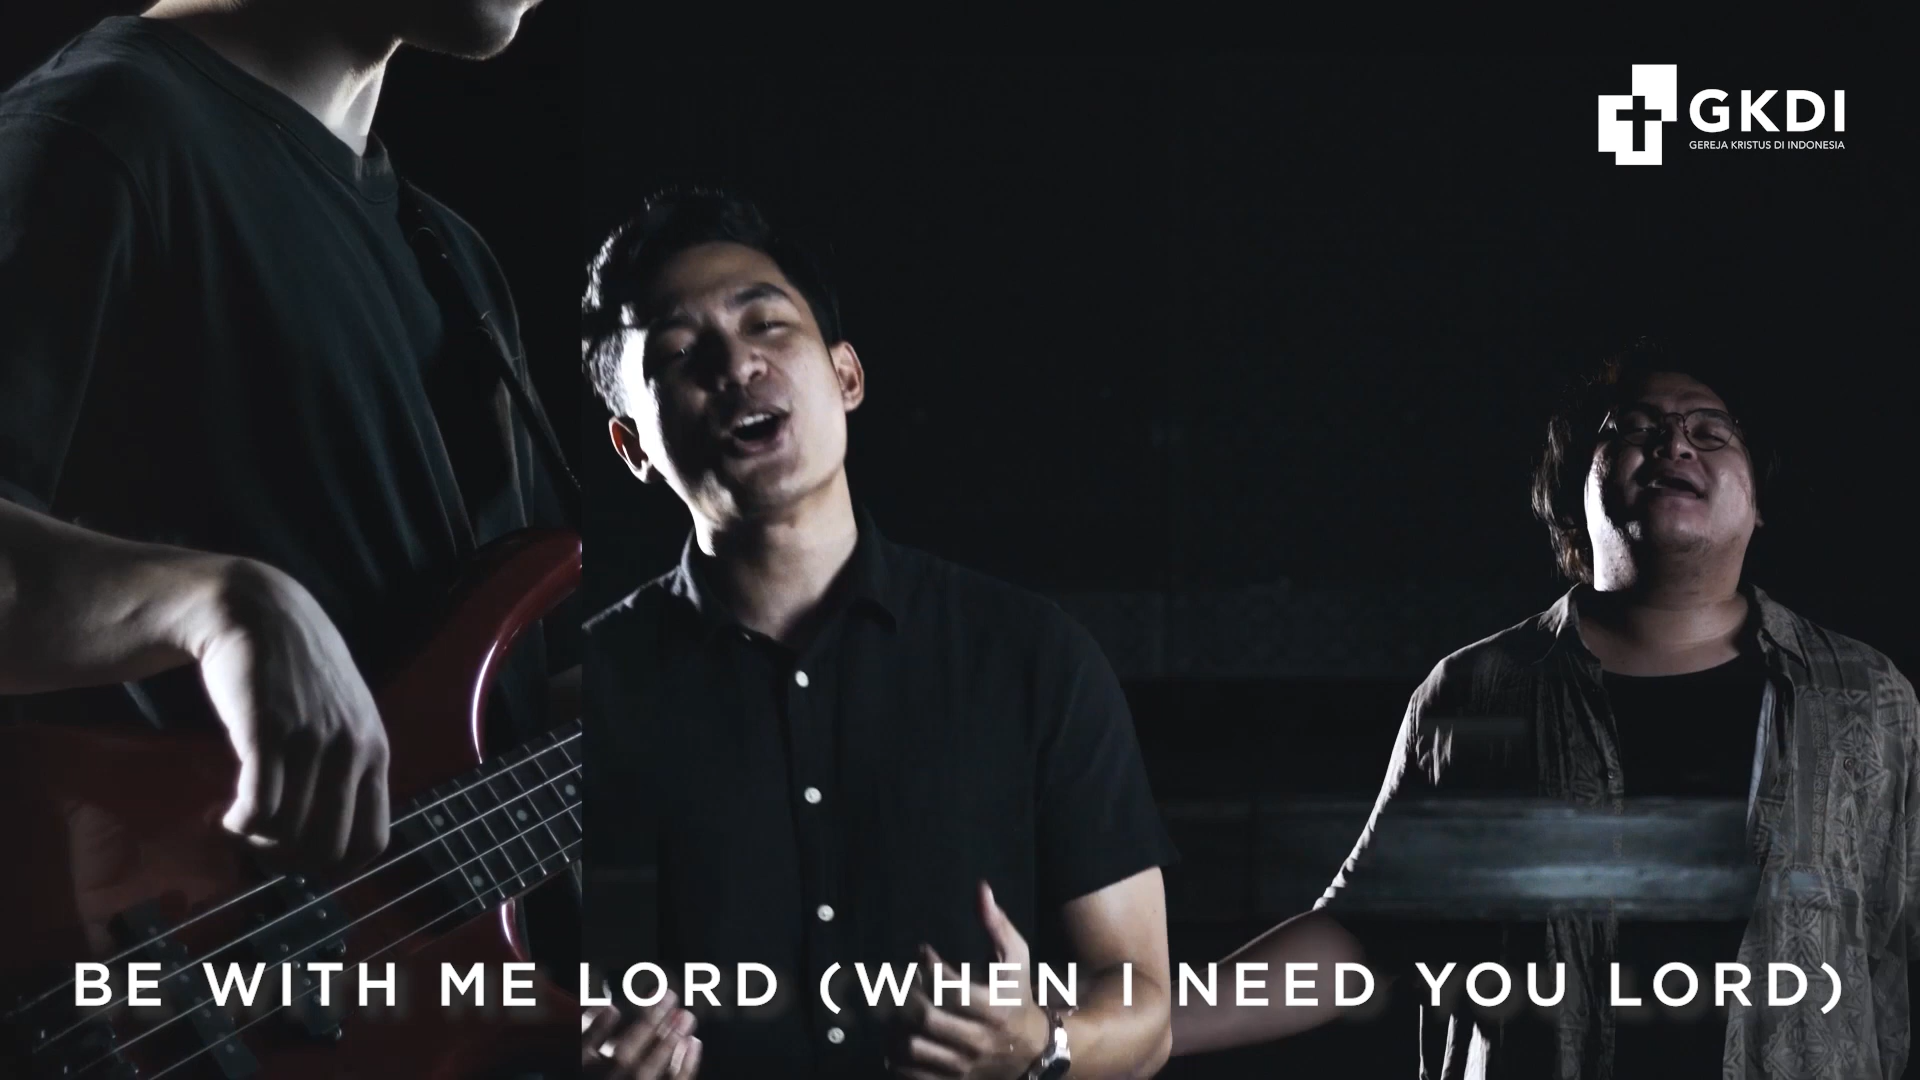 GKDI
GEREJA KRISTUS DI INDONESIA
BE WITH ME LORD (WHEN I NEED YOU LORD)